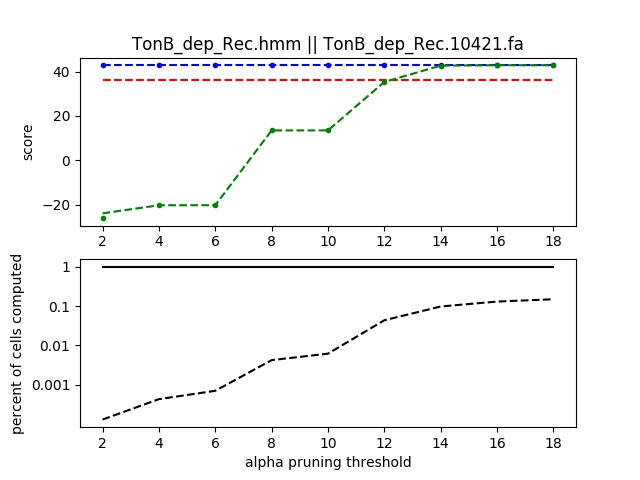 TonB_dep_Rec.hmm || TonB_dep_Rec.10421.fa
score
40
20
0
−20
2 4 6 8 10 12 14 16 18
percent of cells computed
1
0.1
0.01
0.001
2 4 6 8 10 12 14 16 18
alpha pruning threshold